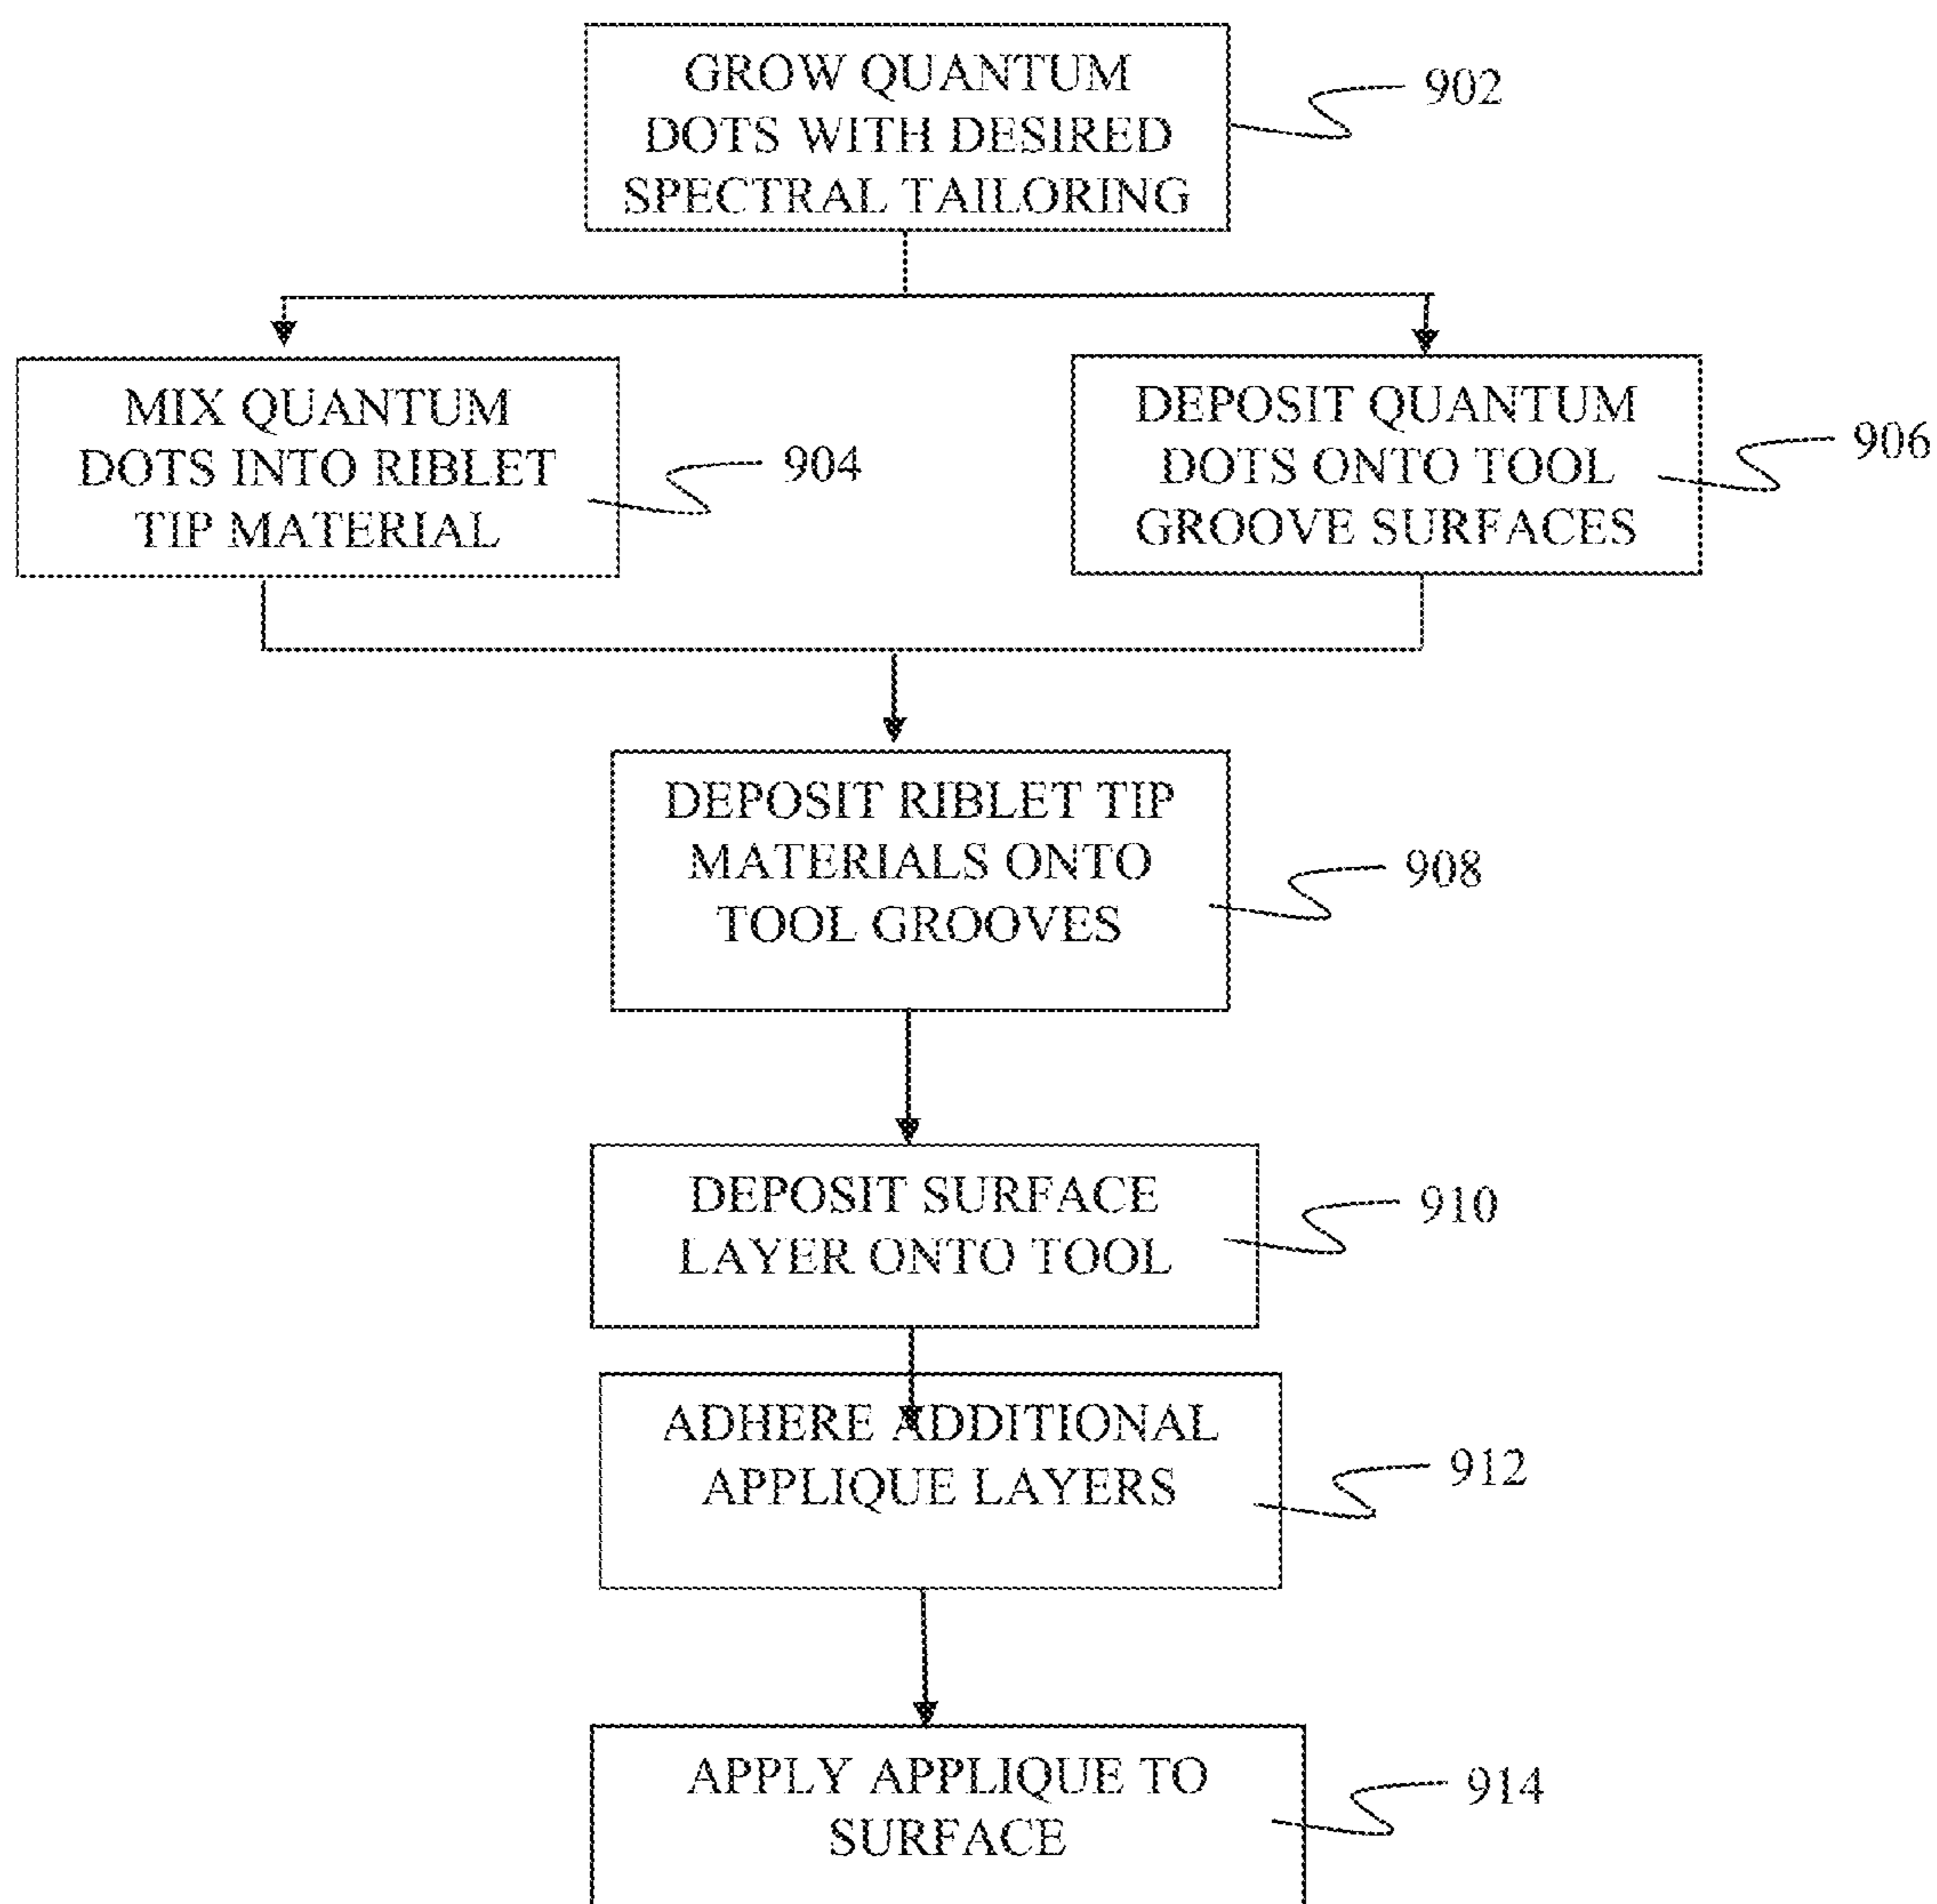 GROW QUANTUM
DOTS WITH DESIRED
SPECTRAL TAILORING
902
MIX QUANTUM
DOTS INTO RIBLET
TIP MATERIAL
904
DEPOSIT QUANTUM
DOTS ONTO TOOL
GROOVE SURFACES
906
DEPOSIT RIBLET TIP
MATERIALS ONTO
TOOL GROOVES
908
DEPOSIT SURFACE
LAYER ONTO TOOL
910
ADHERE ADDITIONAL
APPLIQUE LAYERS
912
APPLY APPLIQUE TO
SURFACE
914